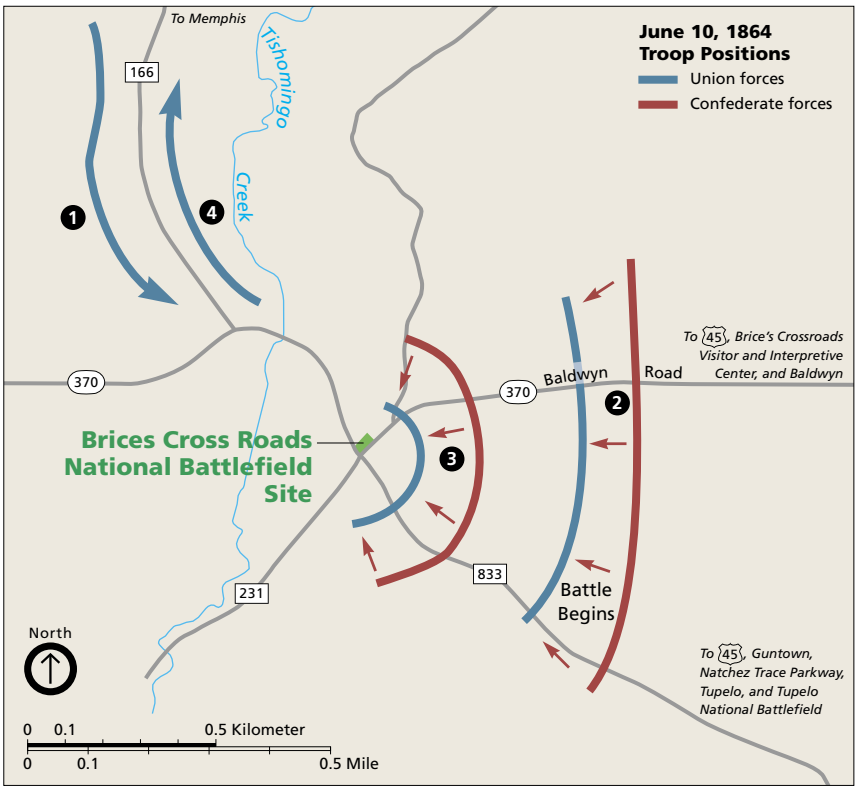 To Memphis
June 10, 1864
Troop Positions
Union forces
Confederate forces
166
Tishomingo
Creek
1
4
To 45, Brice's Crossroads
Visitor and Interpretive
Center, and Baldwyn
370
370
Baldwyn Road
2
Brices Cross Roads
National Battlefield
Site
3
833
231
Battle
Begins
North
To 45, Guntown,
Natchez Trace Parkway,
Tupelo, and Tupelo
National Battlefield
0 0.1 0.5 Kilometer
0 0.1 0.5 Mile